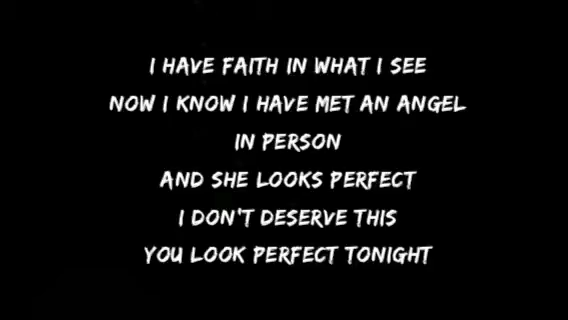 I HAVE FAITH IN WHAT I SEE
NOW I KNOW I HAVE MET AN ANGEL
IN PERSON
AND SHE LOOKS PERFECT
I DON'T DESERVE THIS
YOU LOOK PERFECT TONIGHT